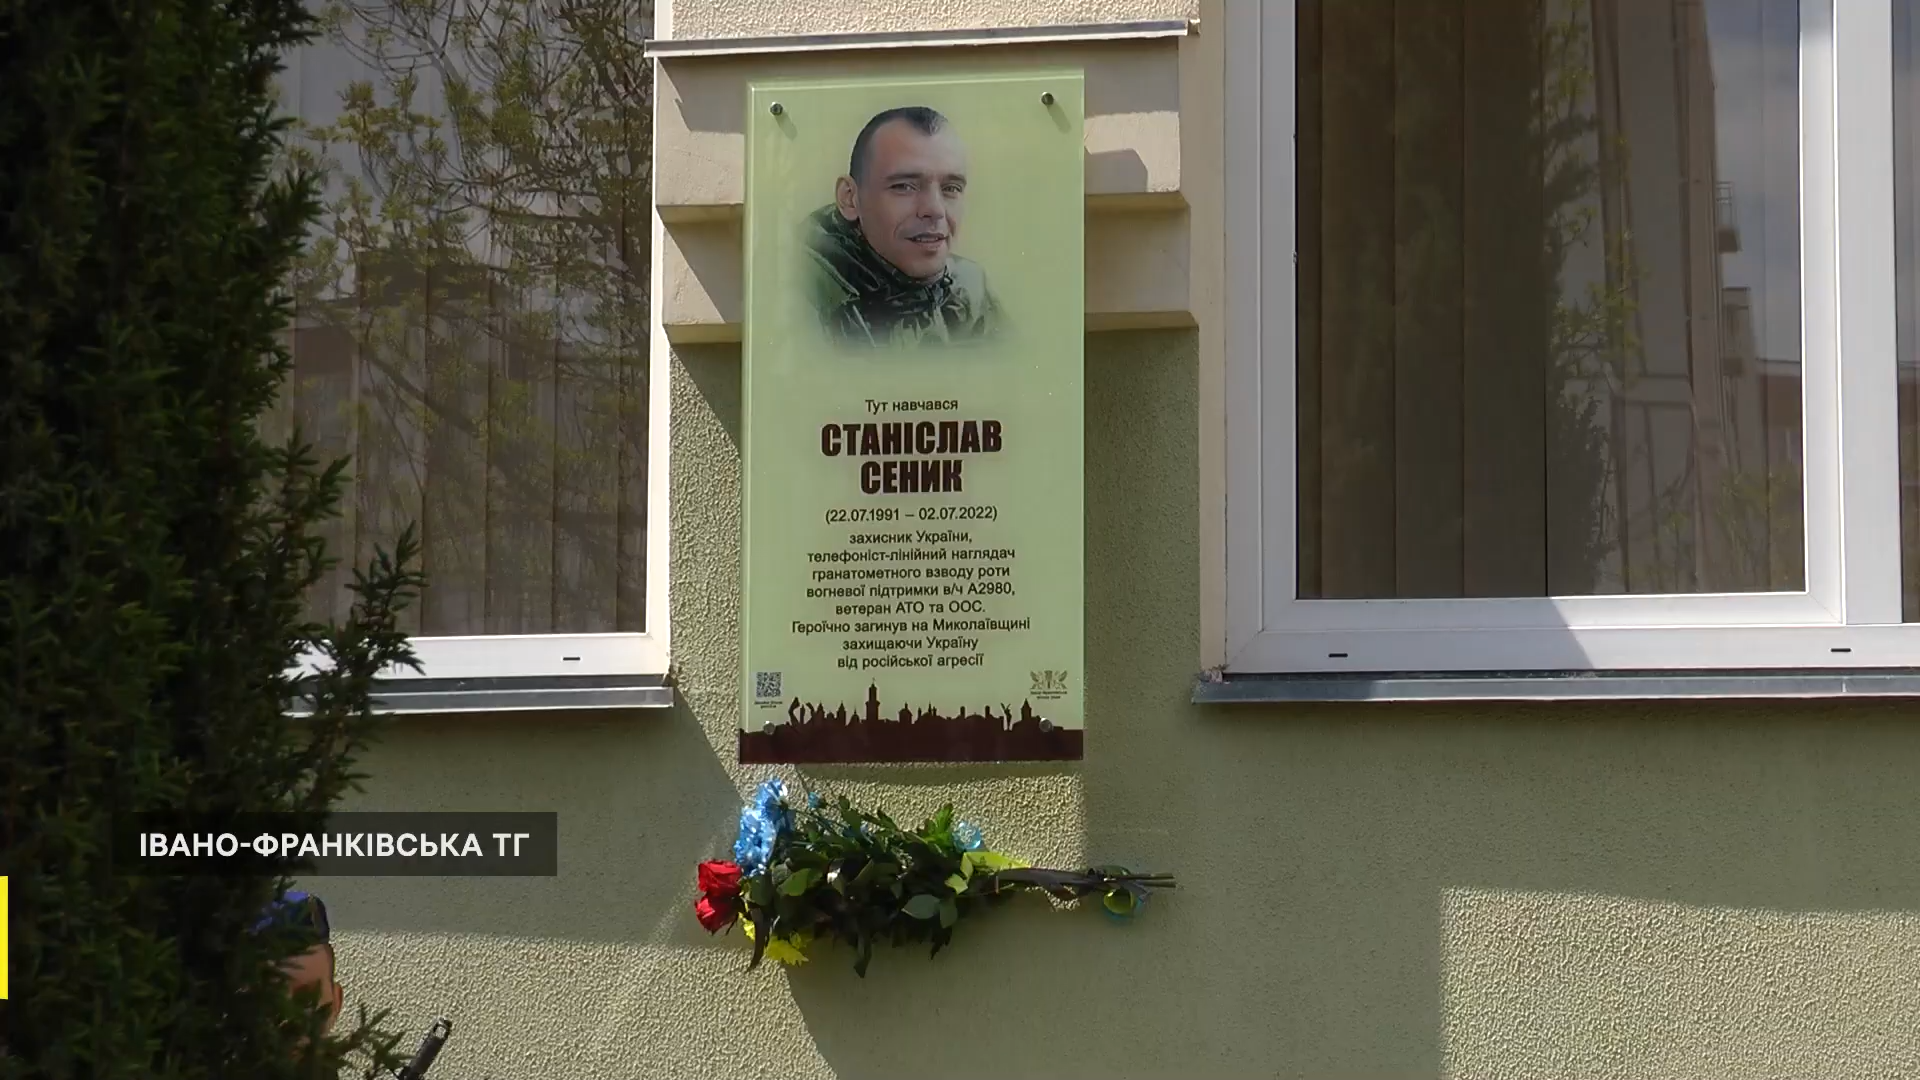 Тут навчався
СТАНІСЛАВ
СЕНИК
(22.07.1991 – 02.07.2022)
захисник України,
телефоніст-лінійний наглядач
гранатометного взводу роти
вогневої підтримки в/ч А2980,
ветеран АТО та ООС.
Героїчно загинув на Миколаївщині
захищаючи Україну
від російської агресії
ІВАНО-ФРАНКІВСЬКА ТГ